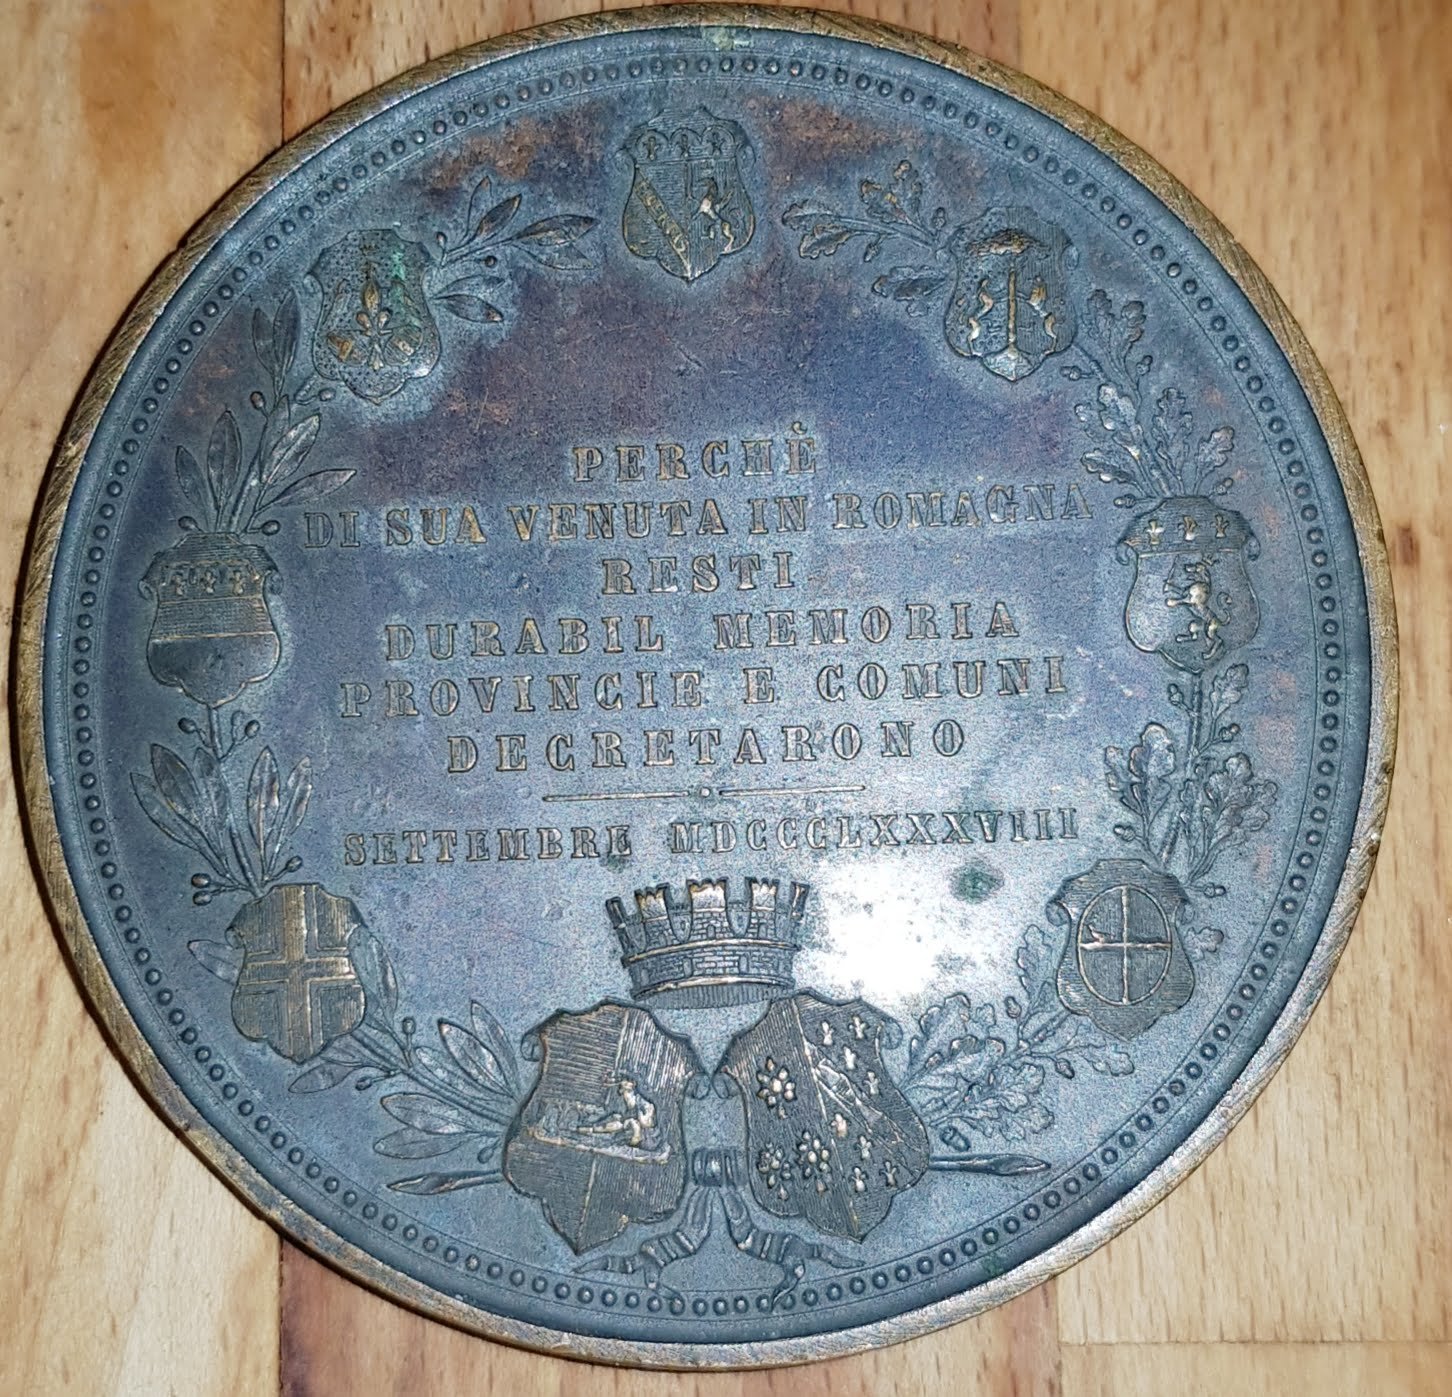 PERCHÈ
DI SUA VENUTA IN ROMAGNA
RESTI
DURABIL MEMORIA
PROVINCIE E COMUNI
DECRETARONO
SETTEMBRE MDCCCLXXXVIII